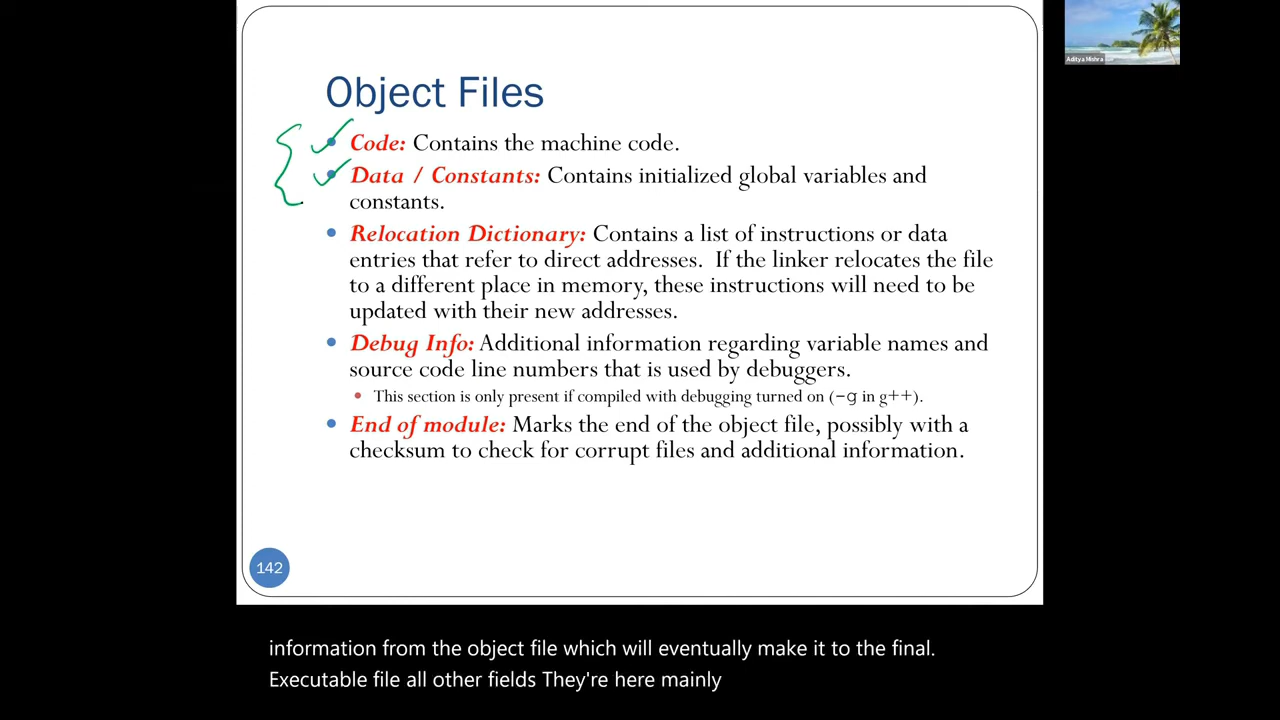 Object Files
Code: Contains the machine code.
Data / Constants: Contains initialized global variables and
constants.
Relocation Dictionary: Contains a list of instructions or data
entries that refer to direct addresses. If the linker relocates the file
to a different place in memory, these instructions will need to be
updated with their new addresses.
Debug Info: Additional information regarding variable names and
source code line numbers that is used by debuggers.
This section is only present if compiled with debugging turned on (-g in g++).
End of module: Marks the end of the object file, possibly with a
checksum to check for corrupt files and additional information.
142
information from the object file which will eventually make it to the final.
Executable file all other fields They're here mainly
Aditya Mishra